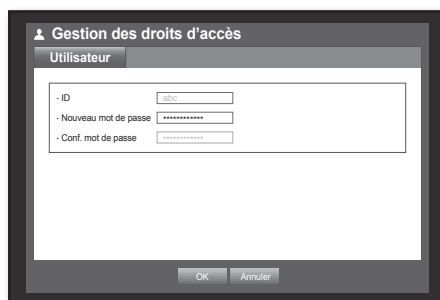 Gestion des droits d'accès
Utilisateur
· ID abc
· Nouveau mot de passe ************
· Conf. mot de passe ************
OK Annuler